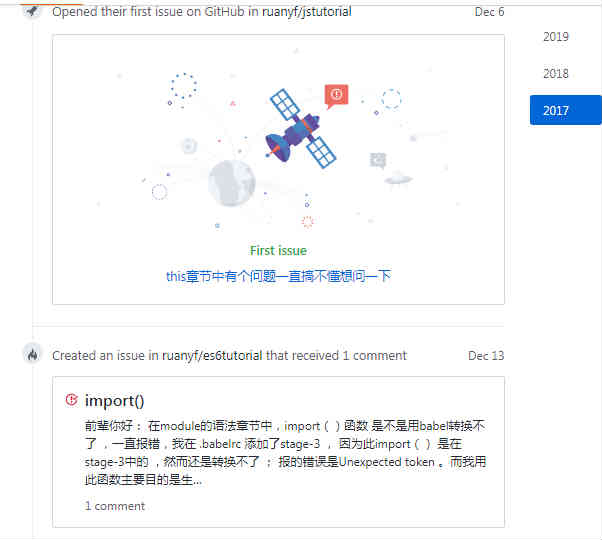 Opened their first issue on GitHub in ruanyf/jstutorial
Dec 6
2019
2018
2017
First issue
this章节中有个问题一直搞不懂想问一下
Created an issue in ruanyf/es6tutorial that received 1 comment
Dec 13
import()
前辈你好： 在module的语法章节中，import（）函数 是不是用babel转换不
了 ，一直报错，我在 .babelrc 添加了stage-3 ， 因为此import（ ） 是在
stage-3中的 ，然而还是转换不了 ； 报的错误是Unexpected token 。而我用
此函数主要目的是生...
1 comment